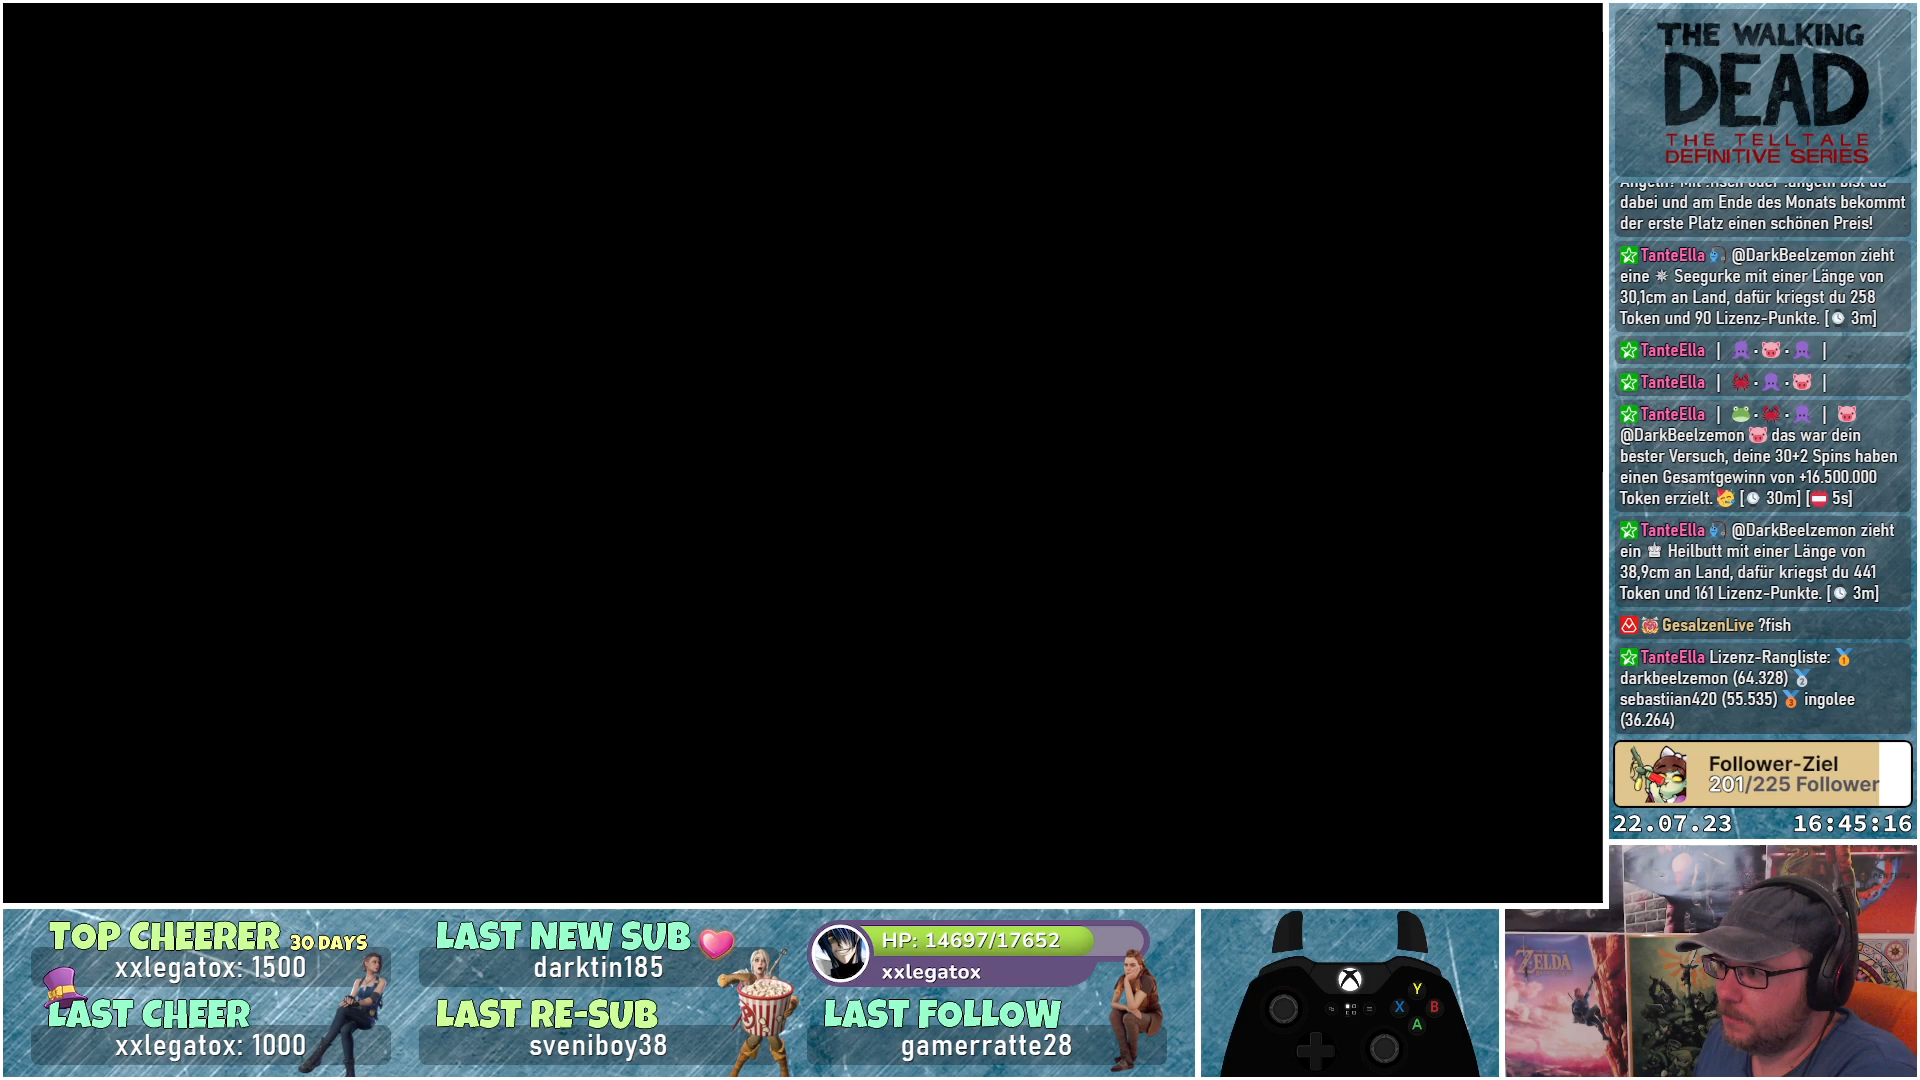 THE WALKING
DEAD
THE TELLTALE
DEFINITIVE SERIES
dabei und am Ende des Monats bekommt
der erste Platz einen schönen Preis!
TanteElla @DarkBeelzemon zieht
eine Seegurke mit einer Länge von
30,1cm an Land, dafür kriegst du 258
Token und 90 Lizenz-Punkte. [ 3m]
TanteElla | · · |
TanteElla | · · |
TanteElla | · · |
@DarkBeelzemon das war dein
bester Versuch, deine 30+2 Spins haben
einen Gesamtgewinn von +16.500.000
Token erzielt. [ 30m] [ 5s]
TanteElla @DarkBeelzemon zieht
ein Heilbutt mit einer Länge von
38,9cm an Land, dafür kriegst du 441
Token und 161 Lizenz-Punkte. [ 3m]
GesalzenLive ?fish
TanteElla Lizenz-Rangliste:
darkbeelzemon (64.328)
sebastiian420 (55.535) ingolee
(36.264)
Follower-Ziel
201/225 Follower
22.07.23 16:45:16
TOP CHEERER 30 DAYS
xxlegatox: 1500
LAST CHEER
xxlegatox: 1000
LAST NEW SUB
darktin185
LAST RE-SUB
sveniboy38
HP: 14697/17652
xxlegatox
LAST FOLLOW
gamerratte28
Y
X B
A
ZELDA